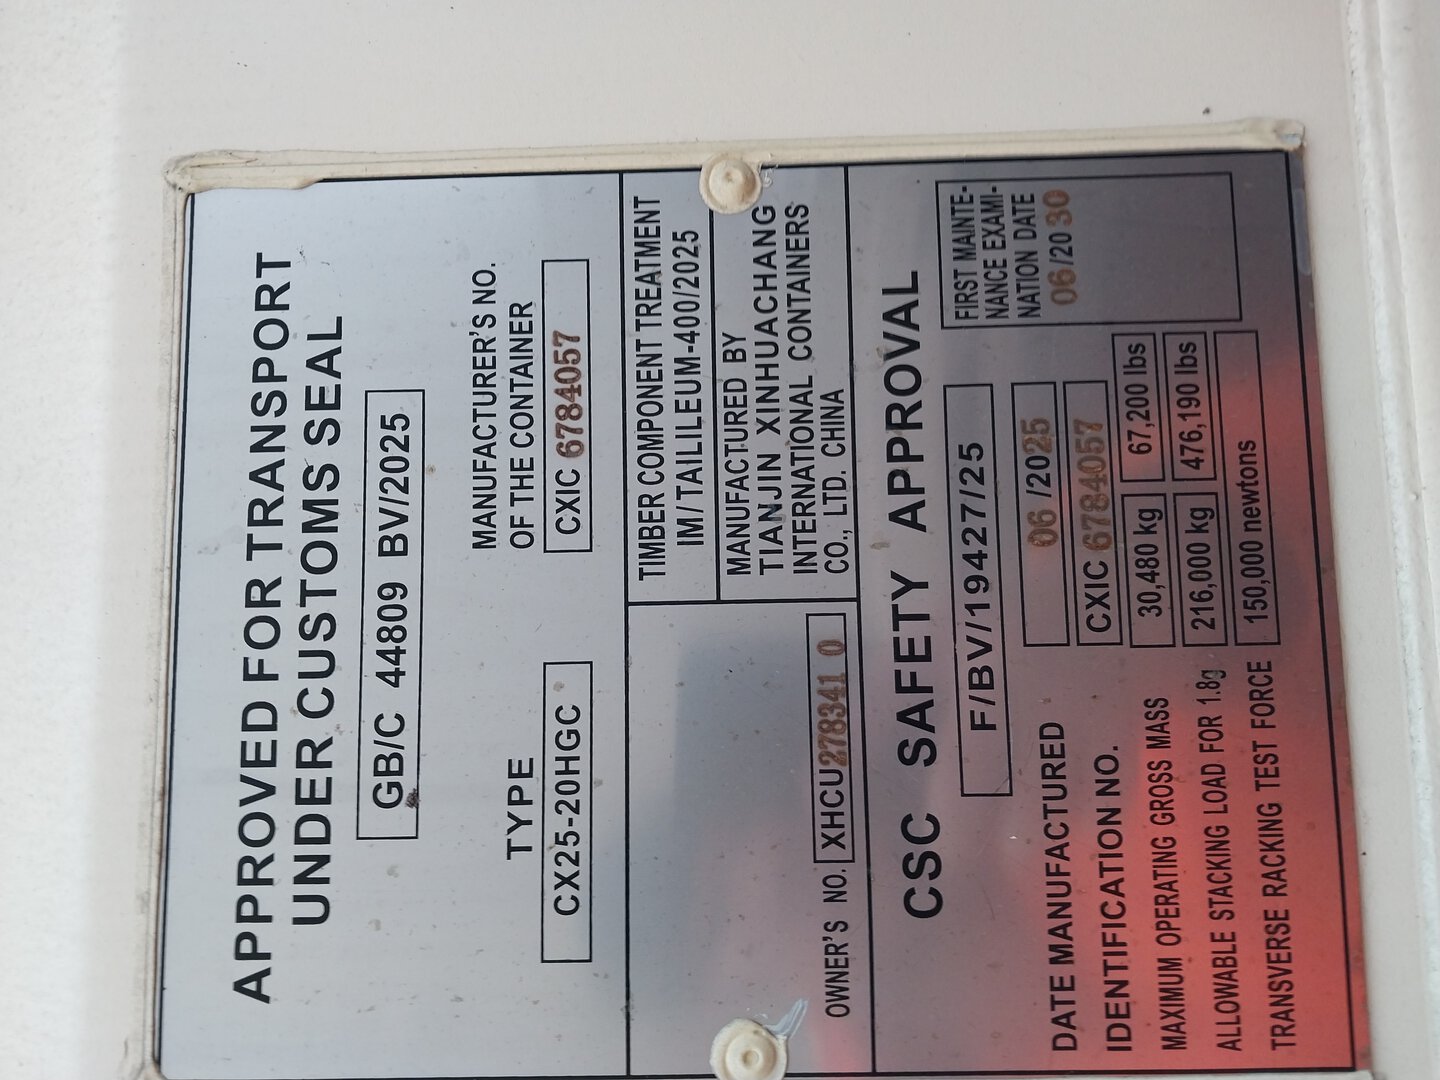 APPROVED FOR TRANSPORT
UNDER CUSTOMS SEAL
GB/C 44809 BV/2025
TYPE
CX25-20HGC
MANUFACTURER'S NO.
OF THE CONTAINER
CXIC 6784057
TIMBER COMPONENT TREATMENT
IM/TAILILEUM-400/2025
MANUFACTURED BY
TIANJIN XINHUACHANG
INTERNATIONAL CONTAINERS
CO., LTD. CHINA
OWNER'S NO. XHCU278341 0
CSC SAFETY APPROVAL
F/BV/19427/25
FIRST MAINTE-
NANCE EXAMI-
NATION DATE
06/2030
DATE MANUFACTURED 06/2025
IDENTIFICATION NO. CXIC 6784057
MAXIMUM OPERATING GROSS MASS 30,480 kg 67,200 lbs
ALLOWABLE STACKING LOAD FOR 1.8g 216,000 kg 476,190 lbs
TRANSVERSE RACKING TEST FORCE 150,000 newtons